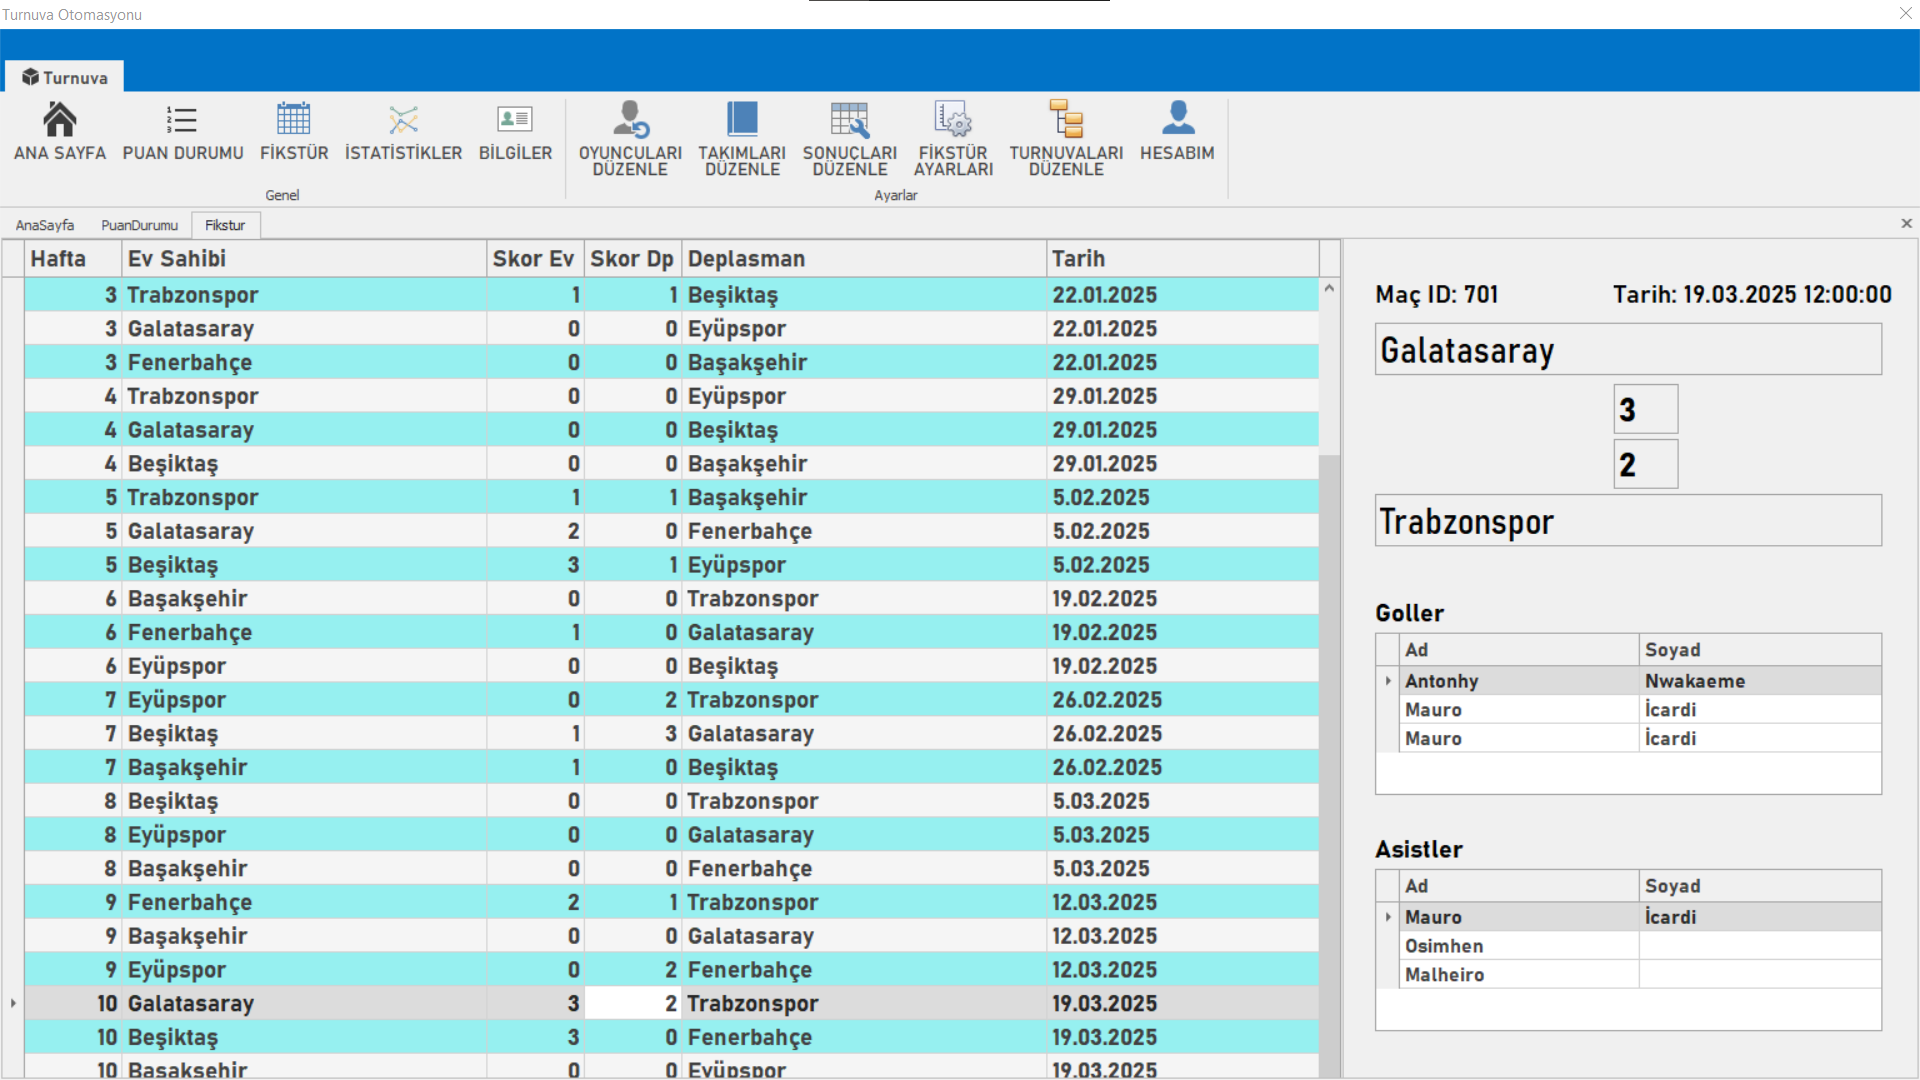 Turnuva Otomasyonu
Turnuva
ANA SAYFA PUAN DURUMU FİKSTÜR İSTATİSTİKLER BİLGİLER OYUNCULARI DÜZENLE TAKIMLARI DÜZENLE SONUÇLARI DÜZENLE FİKSTÜR AYARLARI TURNUVALARI DÜZENLE HESABIM
Genel Ayarlar
AnaSayfa PuanDurumu Fikstur
Hafta Ev Sahibi Skor Ev Skor Dp Deplasman Tarih
3 Trabzonspor 1 1 Beşiktaş 22.01.2025
3 Galatasaray 0 0 Eyüpspor 22.01.2025
3 Fenerbahçe 0 0 Başakşehir 22.01.2025
4 Trabzonspor 0 0 Eyüpspor 29.01.2025
4 Galatasaray 0 0 Beşiktaş 29.01.2025
4 Beşiktaş 0 0 Başakşehir 29.01.2025
5 Trabzonspor 1 1 Başakşehir 5.02.2025
5 Galatasaray 2 0 Fenerbahçe 5.02.2025
5 Beşiktaş 3 1 Eyüpspor 5.02.2025
6 Başakşehir 0 0 Trabzonspor 19.02.2025
6 Fenerbahçe 1 0 Galatasaray 19.02.2025
6 Eyüpspor 0 0 Beşiktaş 19.02.2025
7 Eyüpspor 0 2 Trabzonspor 26.02.2025
7 Beşiktaş 1 3 Galatasaray 26.02.2025
7 Başakşehir 1 0 Beşiktaş 26.02.2025
8 Beşiktaş 0 0 Trabzonspor 5.03.2025
8 Eyüpspor 0 0 Galatasaray 5.03.2025
8 Başakşehir 0 0 Fenerbahçe 5.03.2025
9 Fenerbahçe 2 1 Trabzonspor 12.03.2025
9 Başakşehir 0 0 Galatasaray 12.03.2025
9 Eyüpspor 0 2 Fenerbahçe 12.03.2025
10 Galatasaray 3 2 Trabzonspor 19.03.2025
10 Beşiktaş 3 0 Fenerbahçe 19.03.2025
10 Başakşehir 0 0 Eyüpspor 19.03.2025
Maç ID: 701 Tarih: 19.03.2025 12:00:00
Galatasaray
3
2
Trabzonspor
Goller
Ad Soyad
Antonhy Nwakaeme
Mauro İcardi
Mauro İcardi
Asistler
Ad Soyad
Mauro İcardi
Osimhen
Malheiro